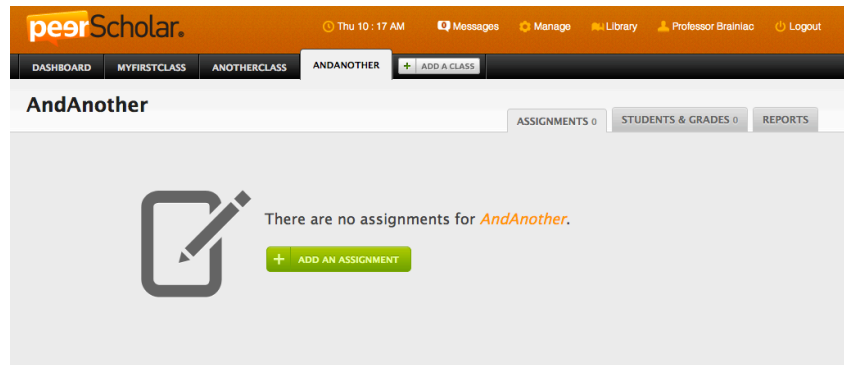 peerScholar.
Thu 10 : 17 AM 0 Messages Manage Library Professor Brainiac Logout
DASHBOARD MYFIRSTCLASS ANOTHERCLASS ANDANOTHER + ADD A CLASS
AndAnother
ASSIGNMENTS 0 STUDENTS & GRADES 0 REPORTS
There are no assignments for AndAnother.
+ ADD AN ASSIGNMENT